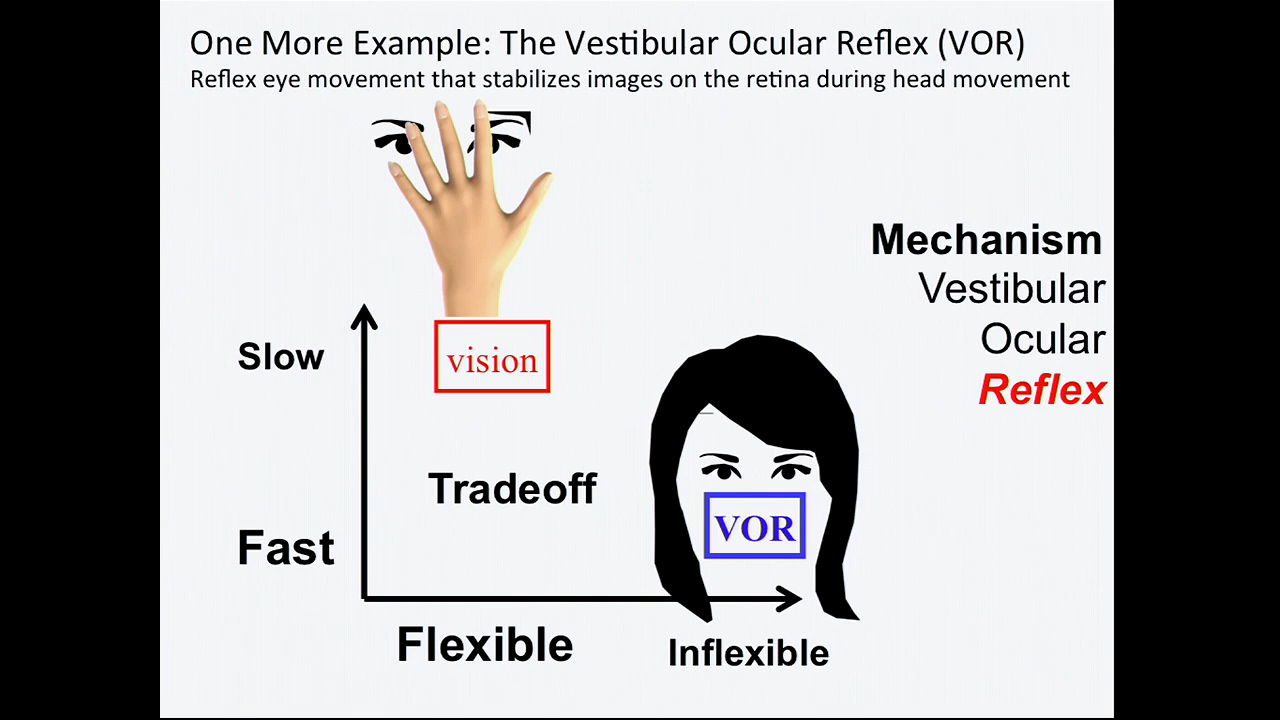 One More Example: The Vestibular Ocular Reflex (VOR)
Reflex eye movement that stabilizes images on the retina during head movement
Mechanism
Vestibular
Ocular
Reflex
Slow
vision
Tradeoff
VOR
Fast
Flexible
Inflexible